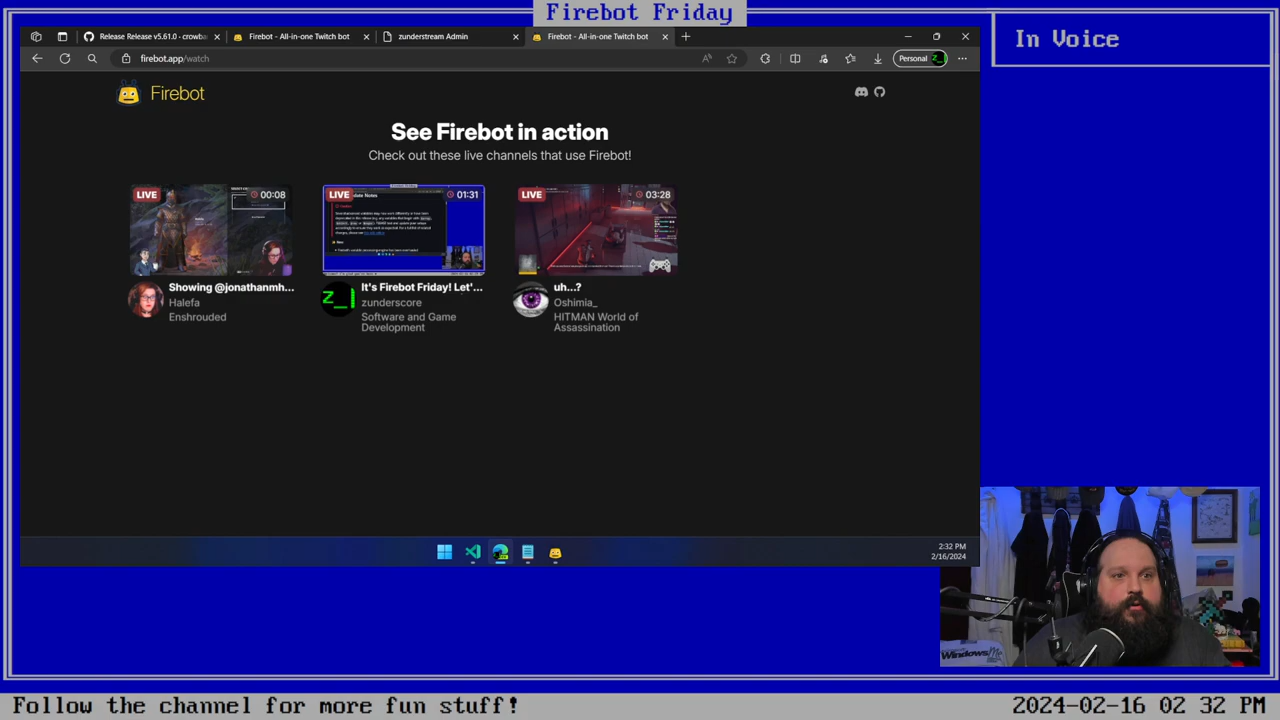 Firebot Friday
In Voice
Release Release v5.61.0 · crowba
Firebot - All-in-one Twitch bot
zunderstream Admin
Firebot - All-in-one Twitch bot
firebot.app/watch
Personal
Firebot
See Firebot in action
Check out these live channels that use Firebot!
LIVE
00:08
LIVE
01:31
LIVE
03:28
Showing @jonathanmh...
Halefa
Enshrouded
Z_
It's Firebot Friday! Let'...
zunderscore
Software and Game
Development
uh...?
Oshimia_
HITMAN World of
Assassination
2:32 PM
2/16/2024
Follow the channel for more fun stuff!
2024-02-16 02 32 PM